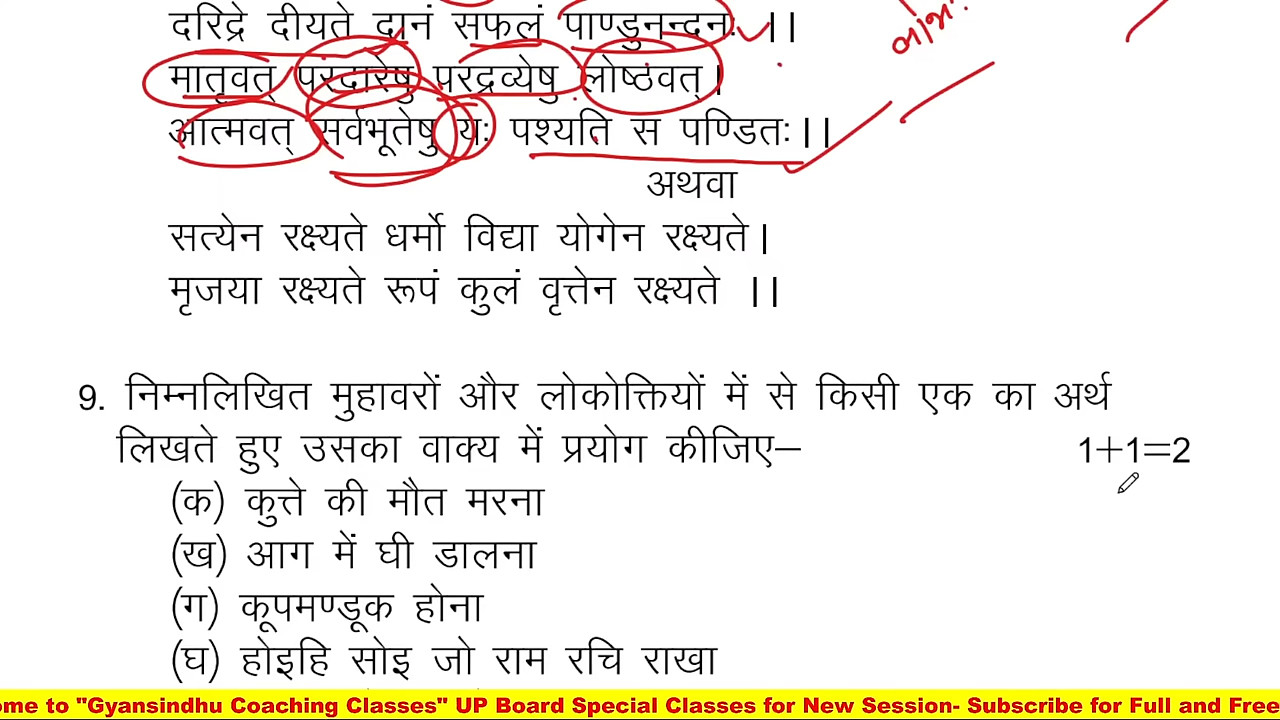 दरिद्रे दीयते दानं सफलं पाण्डुनन्दनः ।।
मातृवत् परदारेषु परद्रव्येषु लोष्ठवत्।
आत्मवत् सर्वभूतेषु यः पश्यति स पण्डितः।।
अथवा
सत्येन रक्ष्यते धर्मो विद्या योगेन रक्ष्यते।
मृजया रक्ष्यते रूपं कुलं वृत्तेन रक्ष्यते ।।
9. निम्नलिखित मुहावरों और लोकोक्तियों में से किसी एक का अर्थ
लिखते हुए उसका वाक्य में प्रयोग कीजिए– 1+1=2
(क) कुत्ते की मौत मरना
(ख) आग में घी डालना
(ग) कूपमण्डूक होना
(घ) होइहि सोइ जो राम रचि राखा
ome to "Gyansindhu Coaching Classes" UP Board Special Classes for New Session- Subscribe for Full and Free